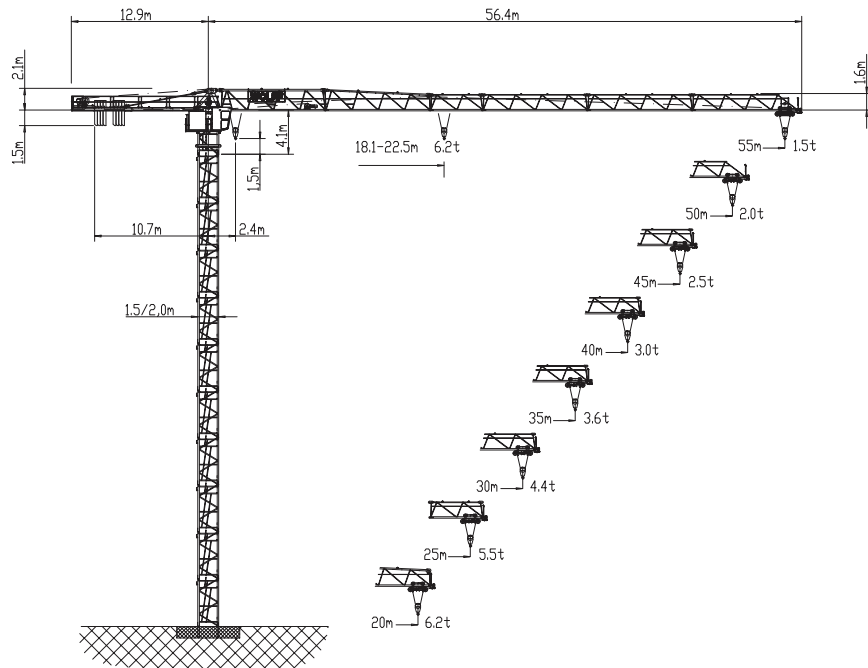 12.9m
56.4m
2.1m
1.6m
1.5m
4.1m
1,5m
18.1-22.5m 6.2t
55m 1.5t
50m 2.0t
10.7m
2.4m
45m 2.5t
1.5/2,0m
40m 3.0t
35m 3.6t
30m 4.4t
25m 5.5t
20m 6.2t